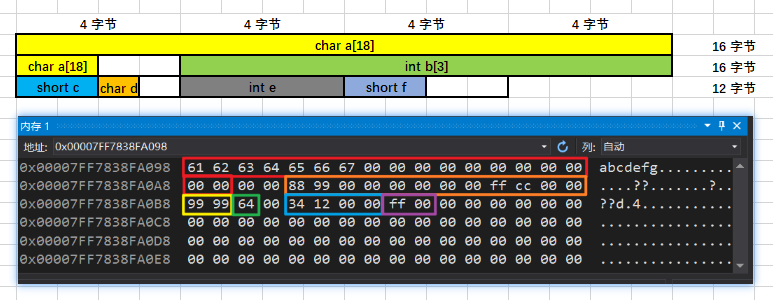 4 字节 4 字节 4 字节 4 字节
char a[18] 16 字节
char a[18] int b[3] 16 字节
short c char d int e short f 12 字节
内存 1
地址: 0x00007FF7838FA098 列: 自动
0x00007FF7838FA098 61 62 63 64 65 66 67 00 00 00 00 00 00 00 00 00 abcdefg.........
0x00007FF7838FA0A8 00 00 00 00 88 99 00 00 00 00 00 00 ff cc 00 00 ....??......?..
0x00007FF7838FA0B8 99 99 64 00 34 12 00 00 ff 00 00 00 00 00 00 00 ??d.4...........
0x00007FF7838FA0C8 00 00 00 00 00 00 00 00 00 00 00 00 00 00 00 00 ................
0x00007FF7838FA0D8 00 00 00 00 00 00 00 00 00 00 00 00 00 00 00 00 ................
0x00007FF7838FA0E8 00 00 00 00 00 00 00 00 00 00 00 00 00 00 00 00 ................